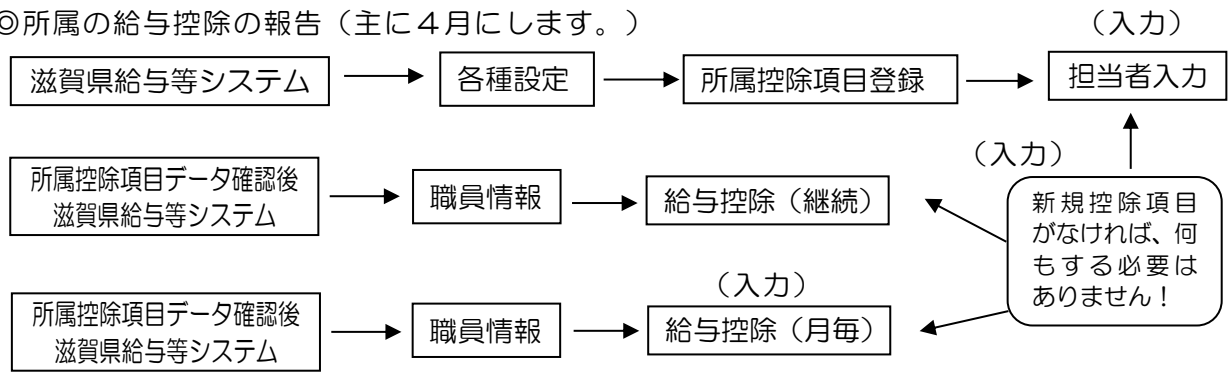 ◎所属の給与控除の報告（主に４月にします。）
（入力）
滋賀県給与等システム
各種設定
所属控除項目登録
担当者入力
（入力）
所属控除項目データ確認後
滋賀県給与等システム
職員情報
給与控除（継続）
新規控除項目
がなければ、何
もする必要は
ありません！
（入力）
所属控除項目データ確認後
滋賀県給与等システム
職員情報
給与控除（月毎）